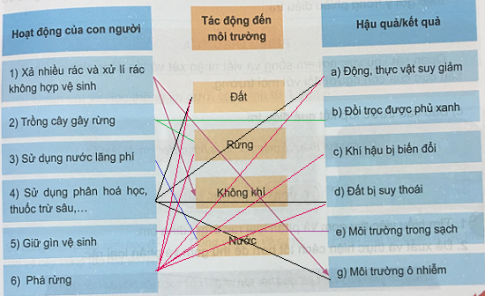 Hoạt động của con người
Tác động đến
môi trường
Hậu quả/kết quả
1) Xả nhiều rác và xử lí rác
không hợp vệ sinh
2) Trồng cây gây rừng
3) Sử dụng nước lãng phí
4) Sử dụng phân hoá học,
thuốc trừ sâu,...
5) Giữ gìn vệ sinh
6) Phá rừng
Đất
Rừng
Không khí
Nước
a) Động, thực vật suy giảm
b) Đồi trọc được phủ xanh
c) Khí hậu bị biến đổi
d) Đất bị suy thoái
e) Môi trường trong sạch
g) Môi trường ô nhiễm